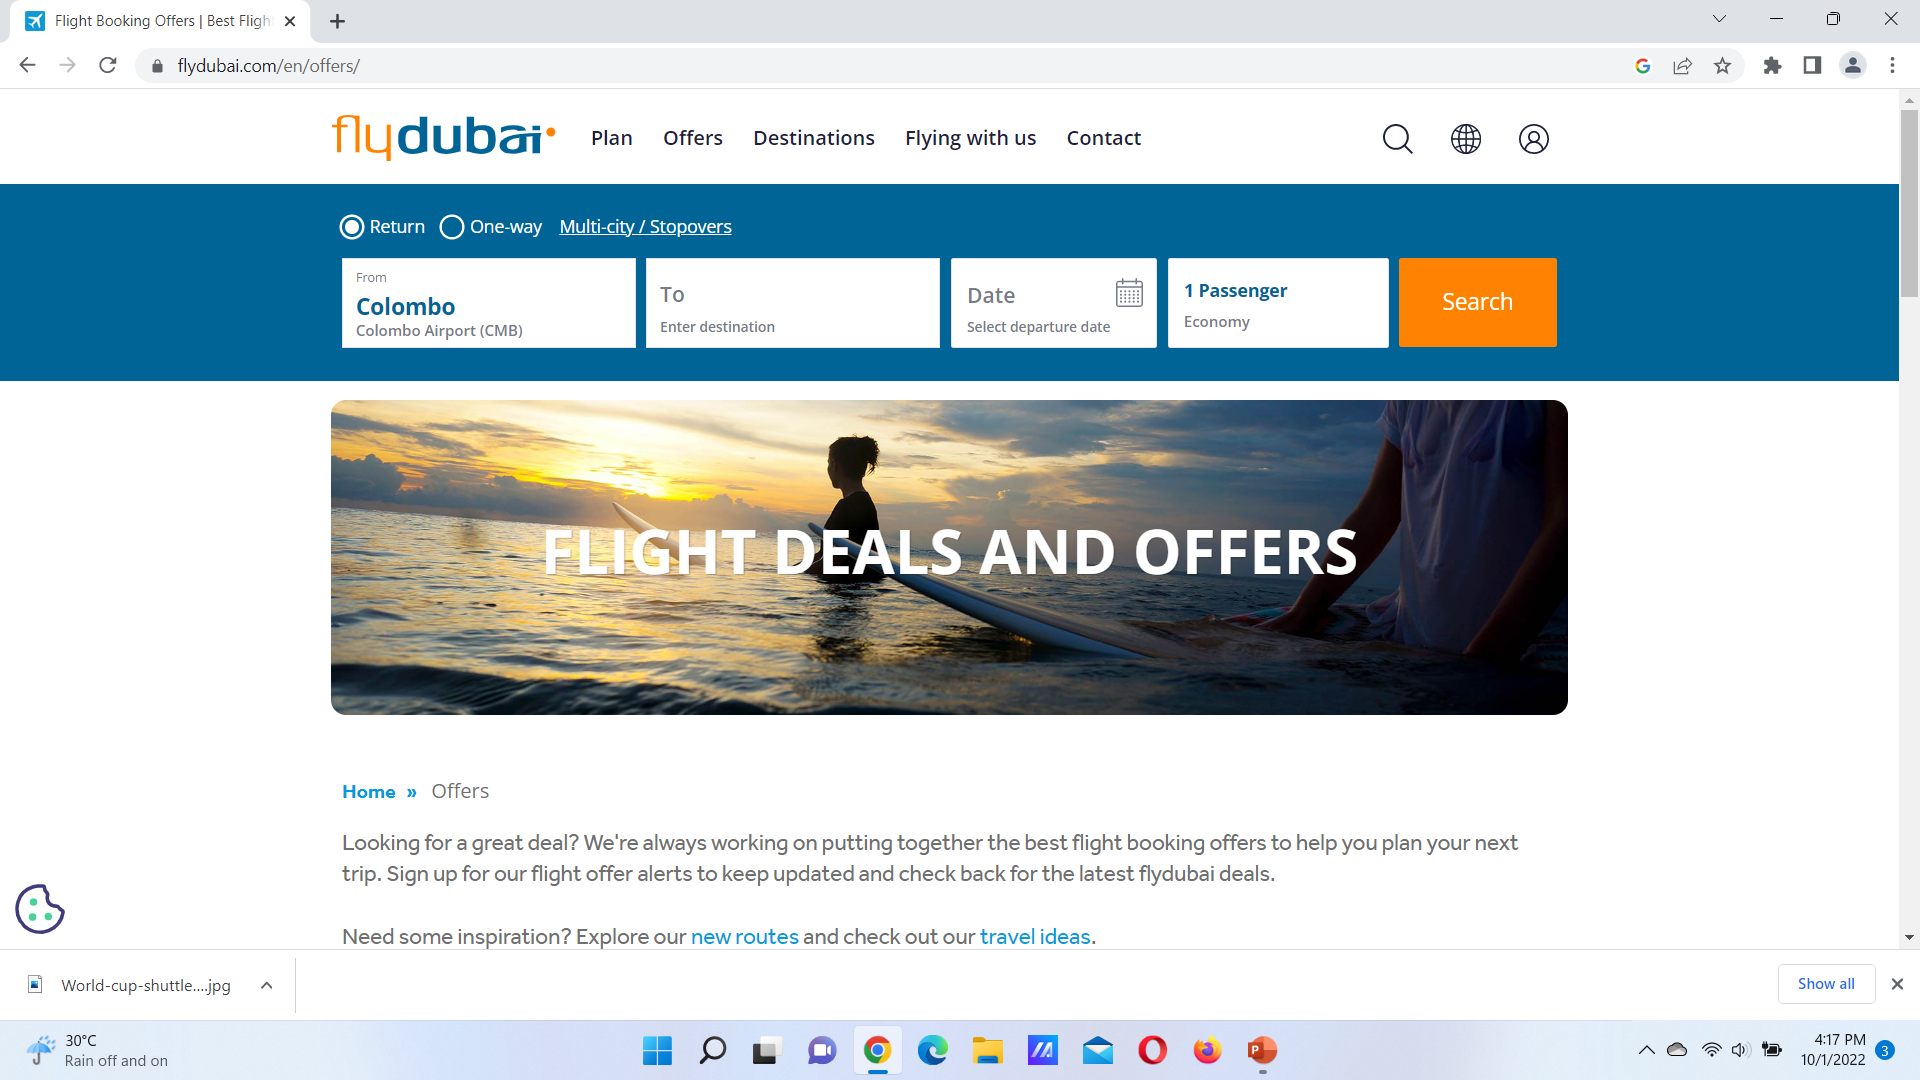 Flight Booking Offers | Best Fligh
flydubai.com/en/offers/
flydubai
Plan Offers Destinations Flying with us Contact
Return One-way Multi-city / Stopovers
From
Colombo
Colombo Airport (CMB)
To
Enter destination
Date
Select departure date
1 Passenger
Economy
Search
FLIGHT DEALS AND OFFERS
Home » Offers
Looking for a great deal? We're always working on putting together the best flight booking offers to help you plan your next
trip. Sign up for our flight offer alerts to keep updated and check back for the latest flydubai deals.
Need some inspiration? Explore our new routes and check out our travel ideas.
World-cup-shuttle....jpg
Show all
30°C
Rain off and on
4:17 PM
10/1/2022
3